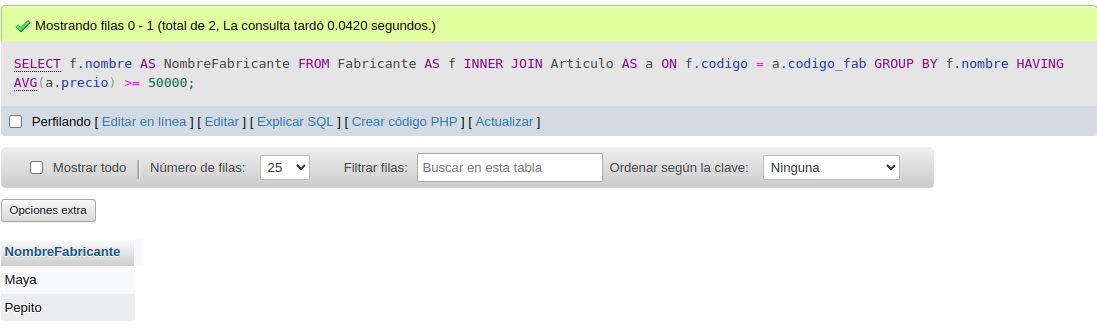 Mostrando filas 0 - 1 (total de 2, La consulta tardó 0.0420 segundos.)
SELECT f.nombre AS NombreFabricante FROM Fabricante AS f INNER JOIN Articulo AS a ON f.codigo = a.codigo_fab GROUP BY f.nombre HAVING
AVG(a.precio) >= 50000;
Perfilando [ Editar en línea ] [ Editar ] [ Explicar SQL ] [ Crear código PHP ] [ Actualizar ]
Mostrar todo | Número de filas: 25 Filtrar filas: Buscar en esta tabla Ordenar según la clave: Ninguna
Opciones extra
NombreFabricante
Maya
Pepito